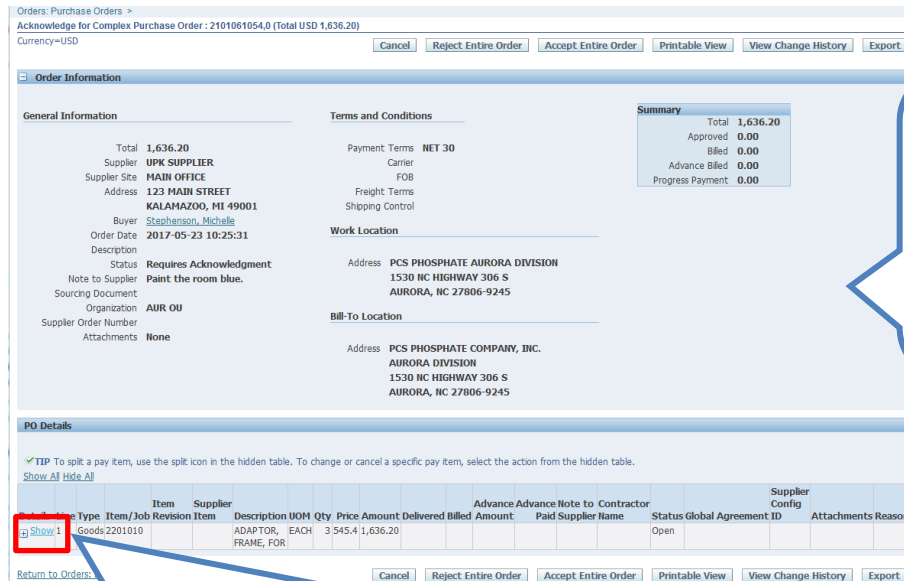 Orders: Purchase Orders >
Acknowledge for Complex Purchase Order : 2101061054,0 (Total USD 1,636.20)
Currency=USD
Cancel Reject Entire Order Accept Entire Order Printable View View Change History Export
Order Information
General Information
Total 1,636.20
Supplier UPK SUPPLIER
Supplier Site MAIN OFFICE
Address 123 MAIN STREET
KALAMAZOO, MI 49001
Buyer Stephenson, Michelle
Order Date 2017-05-23 10:25:31
Description
Status Requires Acknowledgment
Note to Supplier Paint the room blue.
Sourcing Document
Organization AUR OU
Supplier Order Number
Attachments None
Terms and Conditions
Payment Terms NET 30
Carrier
FOB
Freight Terms
Shipping Control
Work Location
Address PCS PHOSPHATE AURORA DIVISION
1530 NC HIGHWAY 306 S
AURORA, NC 27806-9245
Bill-To Location
Address PCS PHOSPHATE COMPANY, INC.
AURORA DIVISION
1530 NC HIGHWAY 306 S
AURORA, NC 27806-9245
Summary
Total 1,636.20
Approved 0.00
Billed 0.00
Advance Billed 0.00
Progress Payment 0.00
PO Details
TIP To split a pay item, use the split icon in the hidden table. To change or cancel a specific pay item, select the action from the hidden table.
Show All Hide All
Type Item/Job Item Revision Supplier Item Description UOM Qty Price Amount Delivered Billed Advance Amount Advance Paid Note to Supplier Contractor Name Status Global Agreement Supplier Config ID Attachments Reason
Show 1 Goods 2201010 ADAPTOR, FRAME, FOR EACH 3 545.4 1,636.20 Open
Return to Orders:
Cancel Reject Entire Order Accept Entire Order Printable View View Change History Export